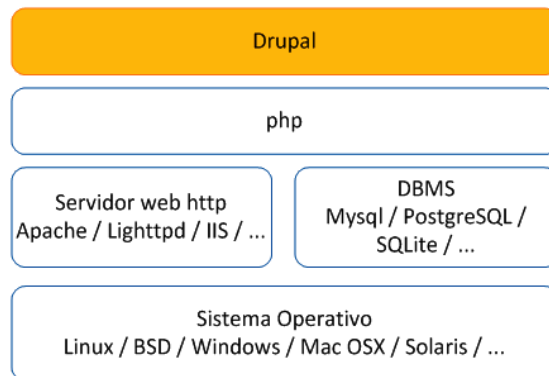 Drupal
php
Servidor web http
Apache / Lighttpd / IIS / ...
DBMS
Mysql / PostgreSQL /
SQLite / ...
Sistema Operativo
Linux / BSD / Windows / Mac OSX / Solaris / ...